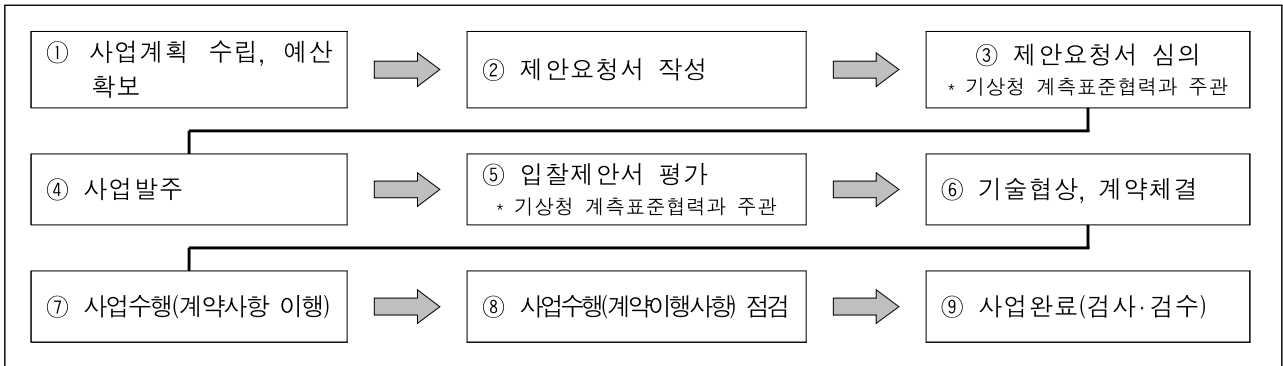 ① 사업계획 수립, 예산
확보
② 제안요청서 작성
③ 제안요청서 심의
* 기상청 계측표준협력과 주관
④ 사업발주
⑤ 입찰제안서 평가
* 기상청 계측표준협력과 주관
⑥ 기술협상, 계약체결
⑦ 사업수행(계약사항 이행)
⑧ 사업수행(계약이행사항) 점검
⑨ 사업완료(검사·검수)